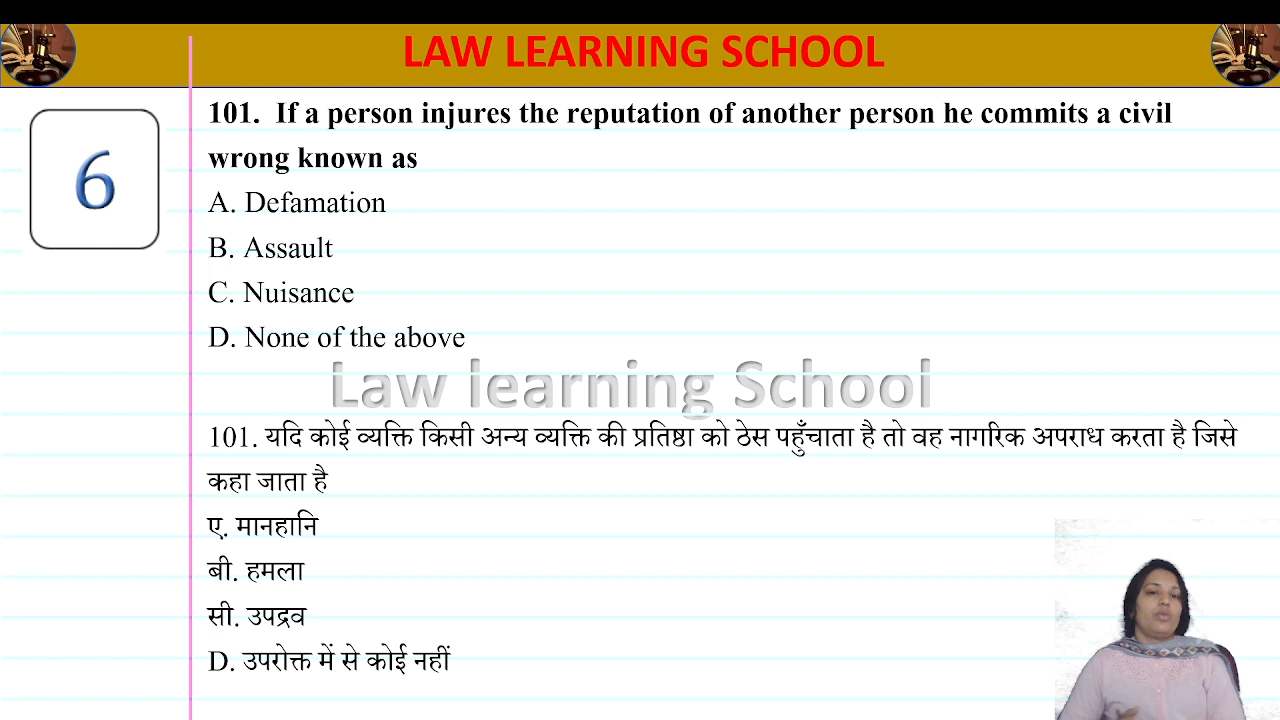 LAW LEARNING SCHOOL
6
101. If a person injures the reputation of another person he commits a civil
wrong known as
A. Defamation
B. Assault
C. Nuisance
D. None of the above
Law learning School
101. यदि कोई व्यक्ति किसी अन्य व्यक्ति की प्रतिष्ठा को ठेस पहुँचाता है तो वह नागरिक अपराध करता है जिसे
कहा जाता है
ए. मानहानि
बी. हमला
सी. उपद्रव
D. उपरोक्त में से कोई नहीं